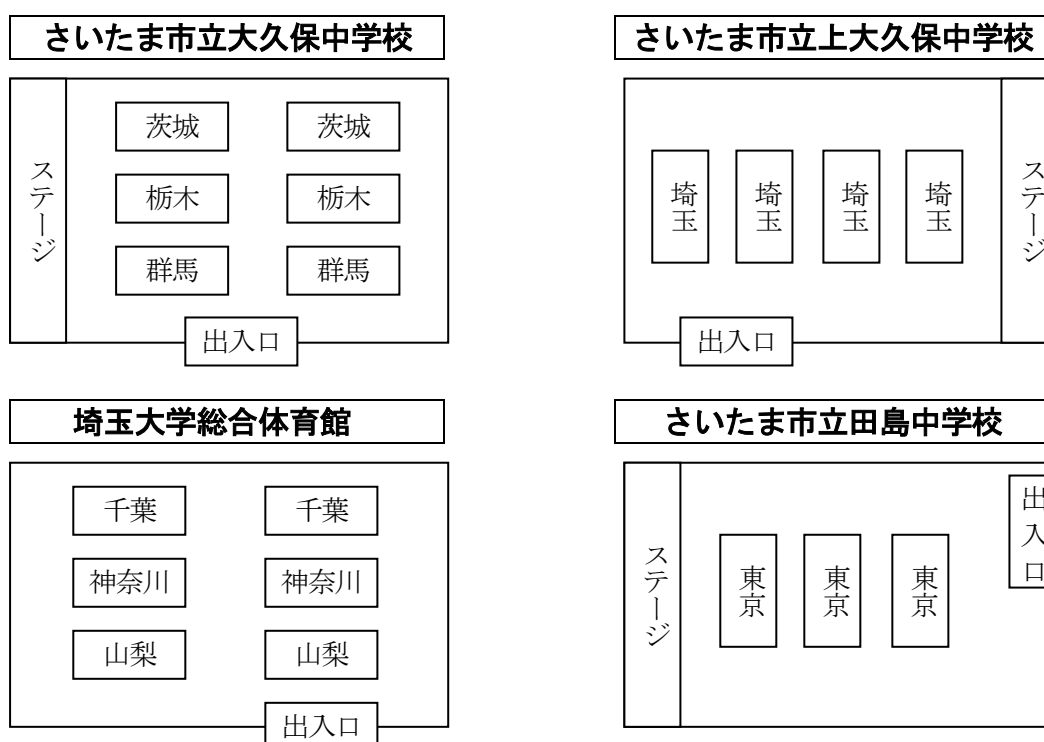 さいたま市立大久保中学校
ステージ
茨城
茨城
栃木
栃木
群馬
群馬
出入口
さいたま市立上大久保中学校
埼玉
埼玉
埼玉
埼玉
ステージ
出入口
埼玉大学総合体育館
千葉
千葉
神奈川
神奈川
山梨
山梨
出入口
さいたま市立田島中学校
ステージ
東京
東京
東京
出入口